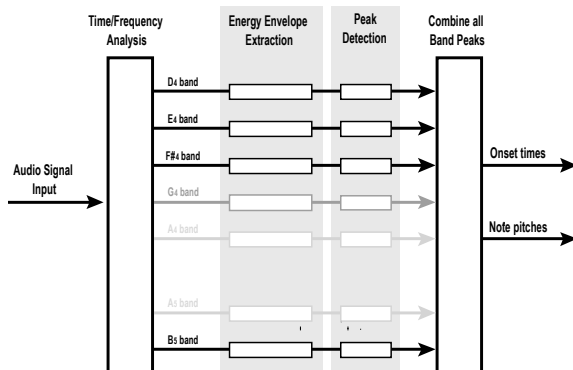 Time/Frequency
Analysis
Energy Envelope
Extraction
Peak
Detection
Combine all
Band Peaks
D4 band
E4 band
F#4 band
Audio Signal
Input
Onset times
G4 band
A4 band
Note pitches
A5 band
B5 band